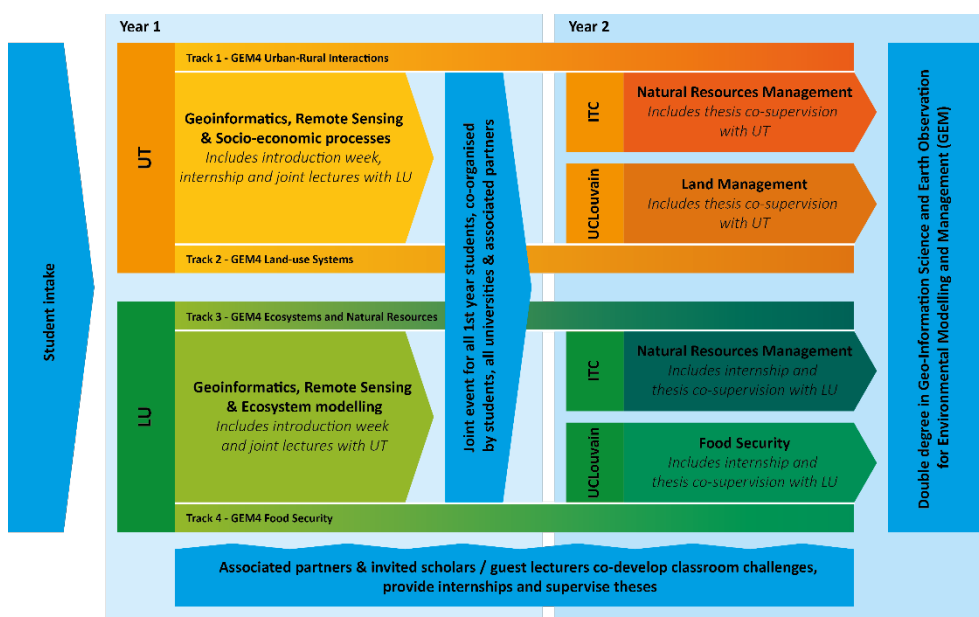 Year 1
Year 2
Student intake
UT
Track 1 - GEM4 Urban-Rural Interactions
Geoinformatics, Remote Sensing
& Socio-economic processes
Includes introduction week,
internship and joint lectures with LU
Track 2 - GEM4 Land-use Systems
LU
Track 3 - GEM4 Ecosystems and Natural Resources
Geoinformatics, Remote Sensing
& Ecosystem modelling
Includes introduction week
and joint lectures with UT
Track 4 - GEM4 Food Security
Joint event for all 1st year students, co-organised
by students, all universities & associated partners
ITC
Natural Resources Management
Includes thesis co-supervision
with UT
UCLouvain
Land Management
Includes thesis co-supervision
with UT
ITC
Natural Resources Management
Includes internship and
thesis co-supervision with LU
UCLouvain
Food Security
Includes internship and
thesis co-supervision with LU
Double degree in Geo-Information Science and Earth Observation
for Environmental Modelling and Management (GEM)
Associated partners & invited scholars / guest lecturers co-develop classroom challenges,
provide internships and supervise theses